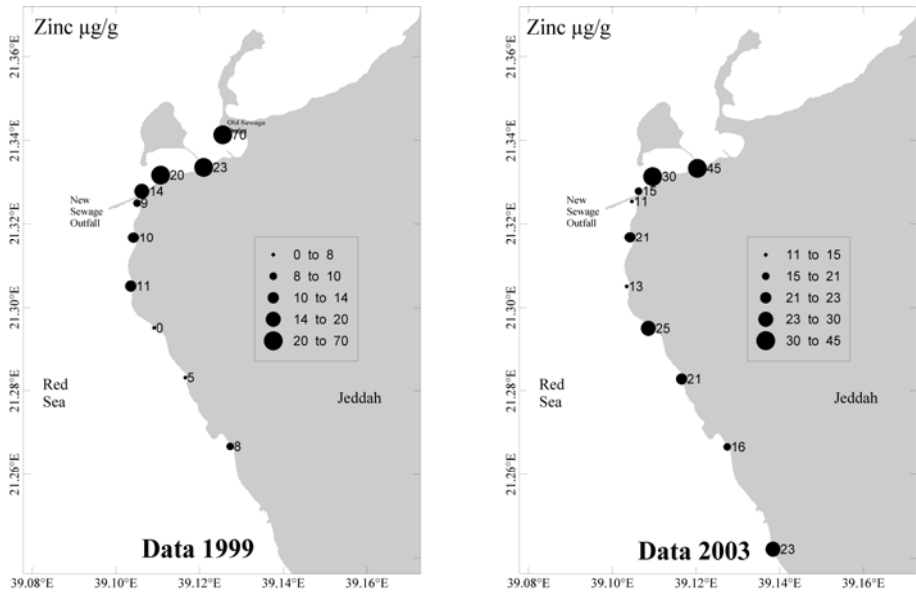 Zinc µg/g
21.36°E
21.34°E
21.32°E
21.30°E
21.28°E
21.26°E
Old Sewage
70
23
20
14
9
New
Sewage
Outfall
10
11
0
5
8
0 to 8
8 to 10
10 to 14
14 to 20
20 to 70
Red
Sea
Jeddah
Data 1999
39.08°E 39.10°E 39.12°E 39.14°E 39.16°E
Zinc µg/g
21.36°E
21.34°E
21.32°E
21.30°E
21.28°E
21.26°E
45
30
15
11
New
Sewage
Outfall
21
13
25
21
16
23
11 to 15
15 to 21
21 to 23
23 to 30
30 to 45
Red
Sea
Jeddah
Data 2003
39.08°E 39.10°E 39.12°E 39.14°E 39.16°E